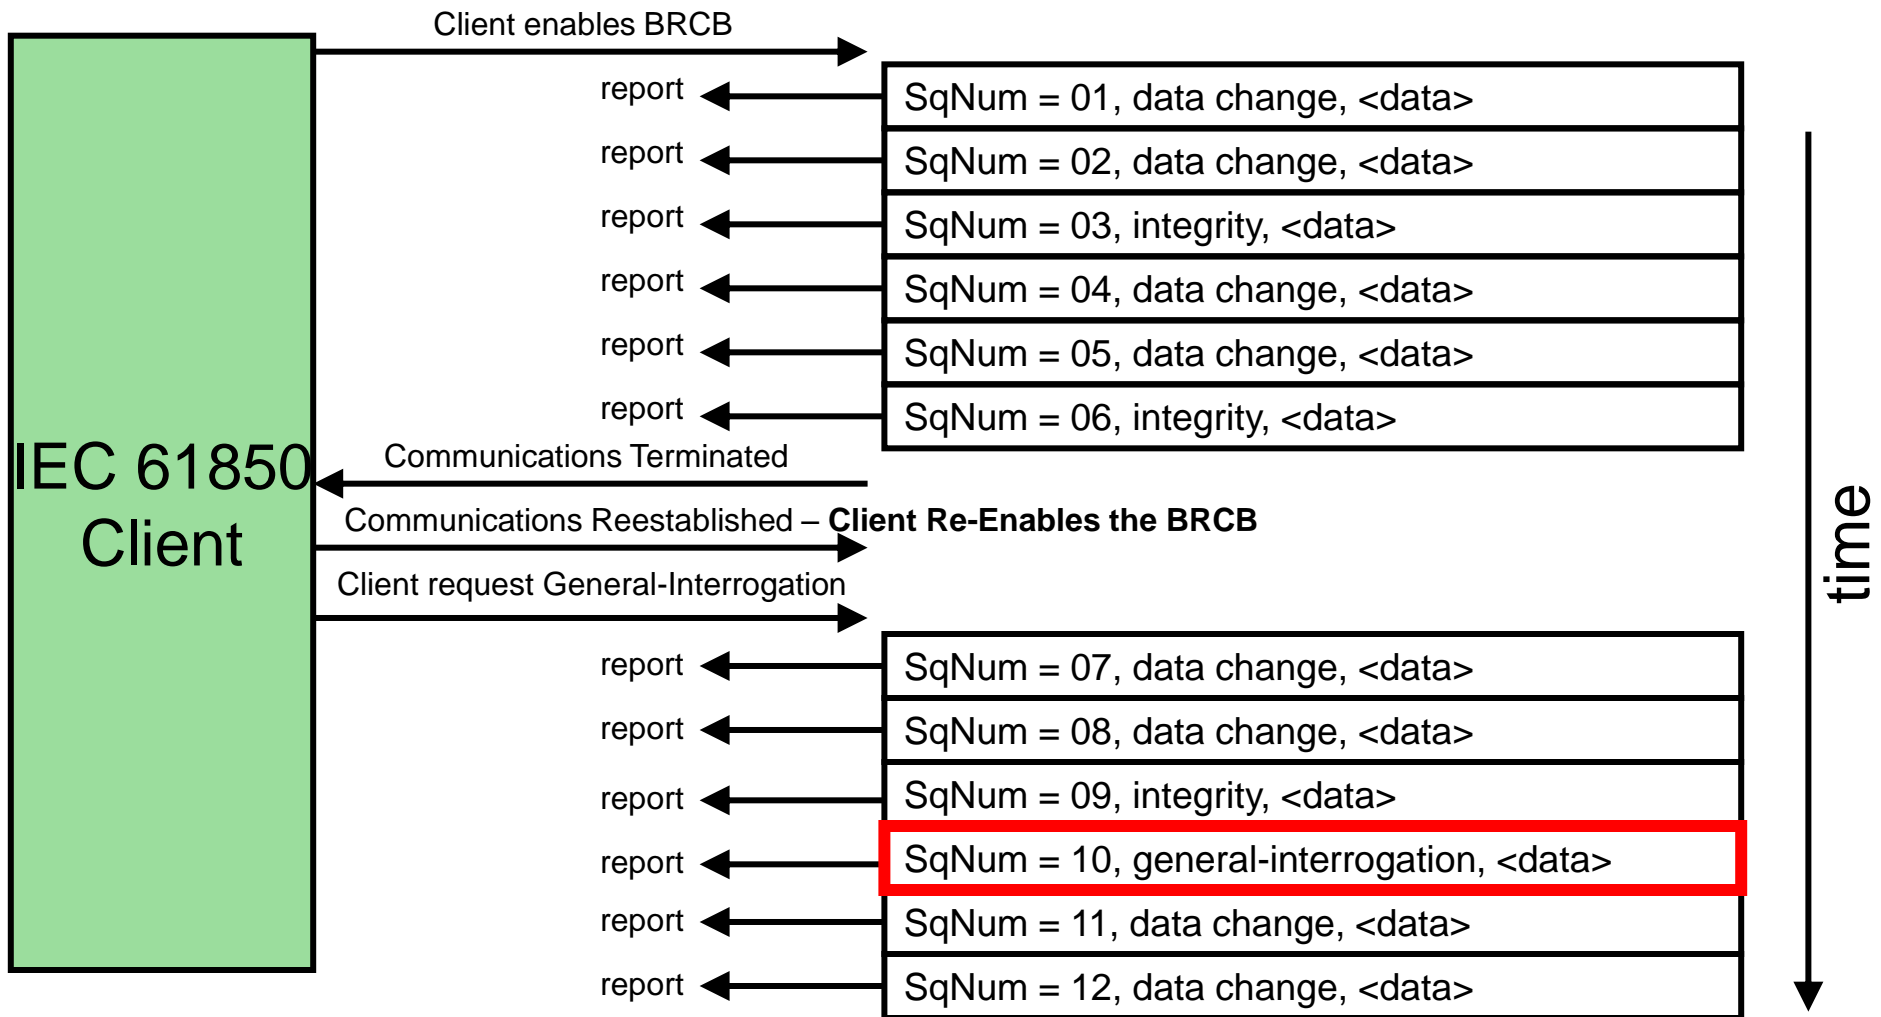 Client enables BRCB
report
SqNum = 01, data change, <data>
report
SqNum = 02, data change, <data>
report
SqNum = 03, integrity, <data>
report
SqNum = 04, data change, <data>
report
SqNum = 05, data change, <data>
report
SqNum = 06, integrity, <data>
IEC 61850
Client
Communications Terminated
Communications Reestablished – Client Re-Enables the BRCB
Client request General-Interrogation
time
report
SqNum = 07, data change, <data>
report
SqNum = 08, data change, <data>
report
SqNum = 09, integrity, <data>
report
SqNum = 10, general-interrogation, <data>
report
SqNum = 11, data change, <data>
report
SqNum = 12, data change, <data>